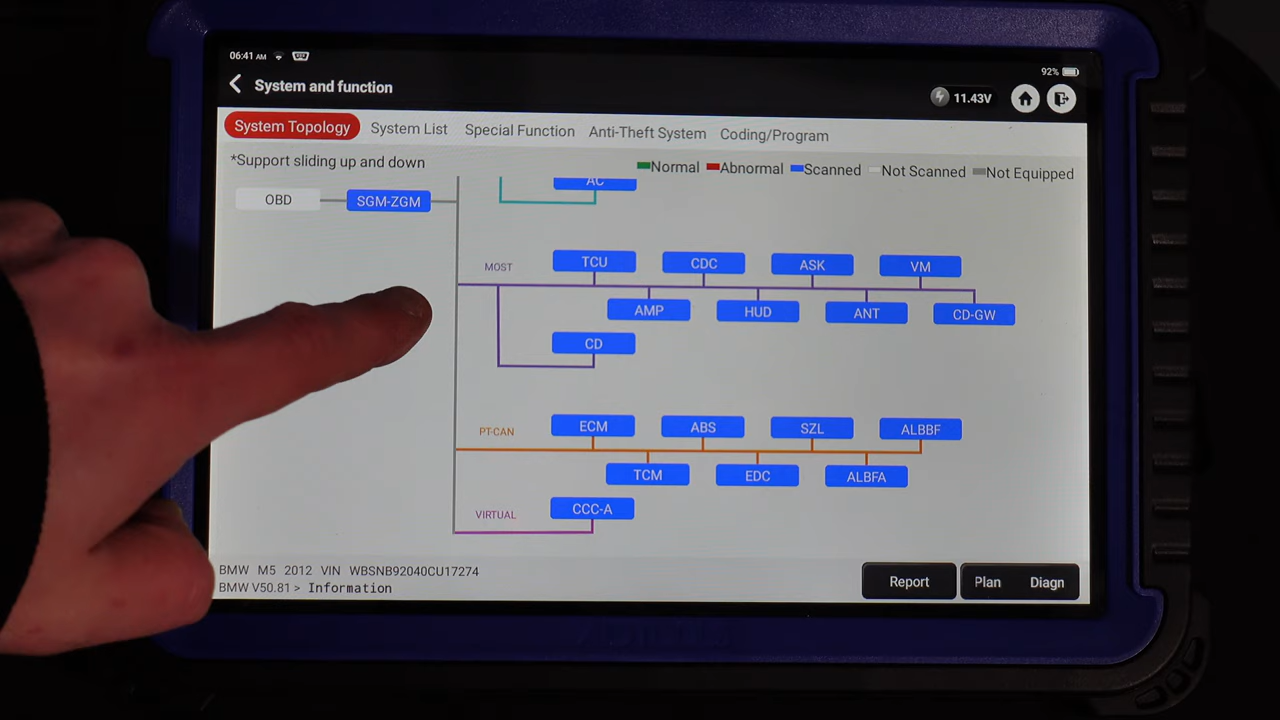 06:41 AM
92%
System and function
11.43V
System Topology System List Special Function Anti-Theft System Coding/Program
*Support sliding up and down
Normal Abnormal Scanned Not Scanned Not Equipped
AC
OBD SGM-ZGM
MOST TCU CDC ASK VM
AMP HUD ANT CD-GW
CD
PT-CAN ECM ABS SZL ALBBF
TCM EDC ALBFA
VIRTUAL CCC-A
BMW M5 2012 VIN WBSNB92040CU17274
BMW V50.81 > Information
Report Plan Diagn